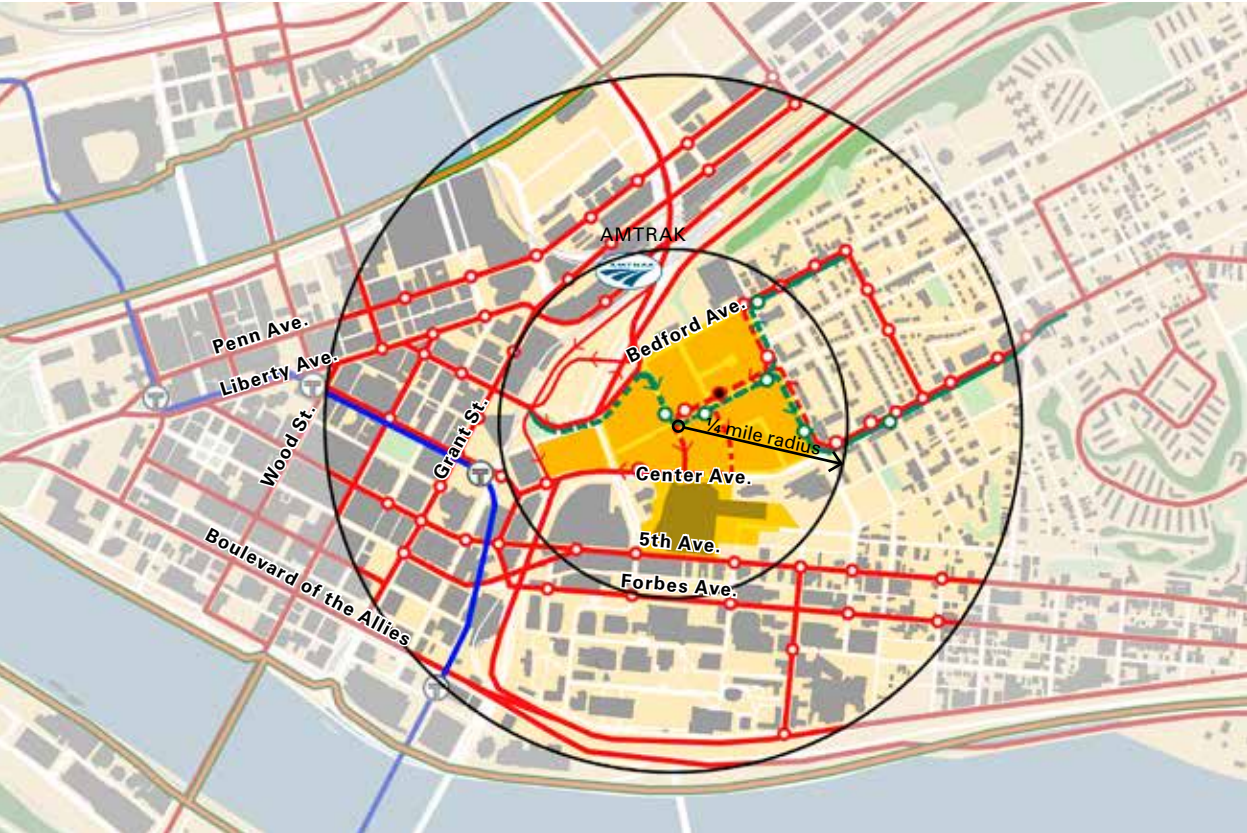 AMTRAK
AMTRAK
Bedford Ave.
Penn Ave.
Liberty Ave.
Wood St.
Grant St.
1/4 mile radius
Center Ave.
5th Ave.
Forbes Ave.
Boulevard of the Allies
T
T
T
T